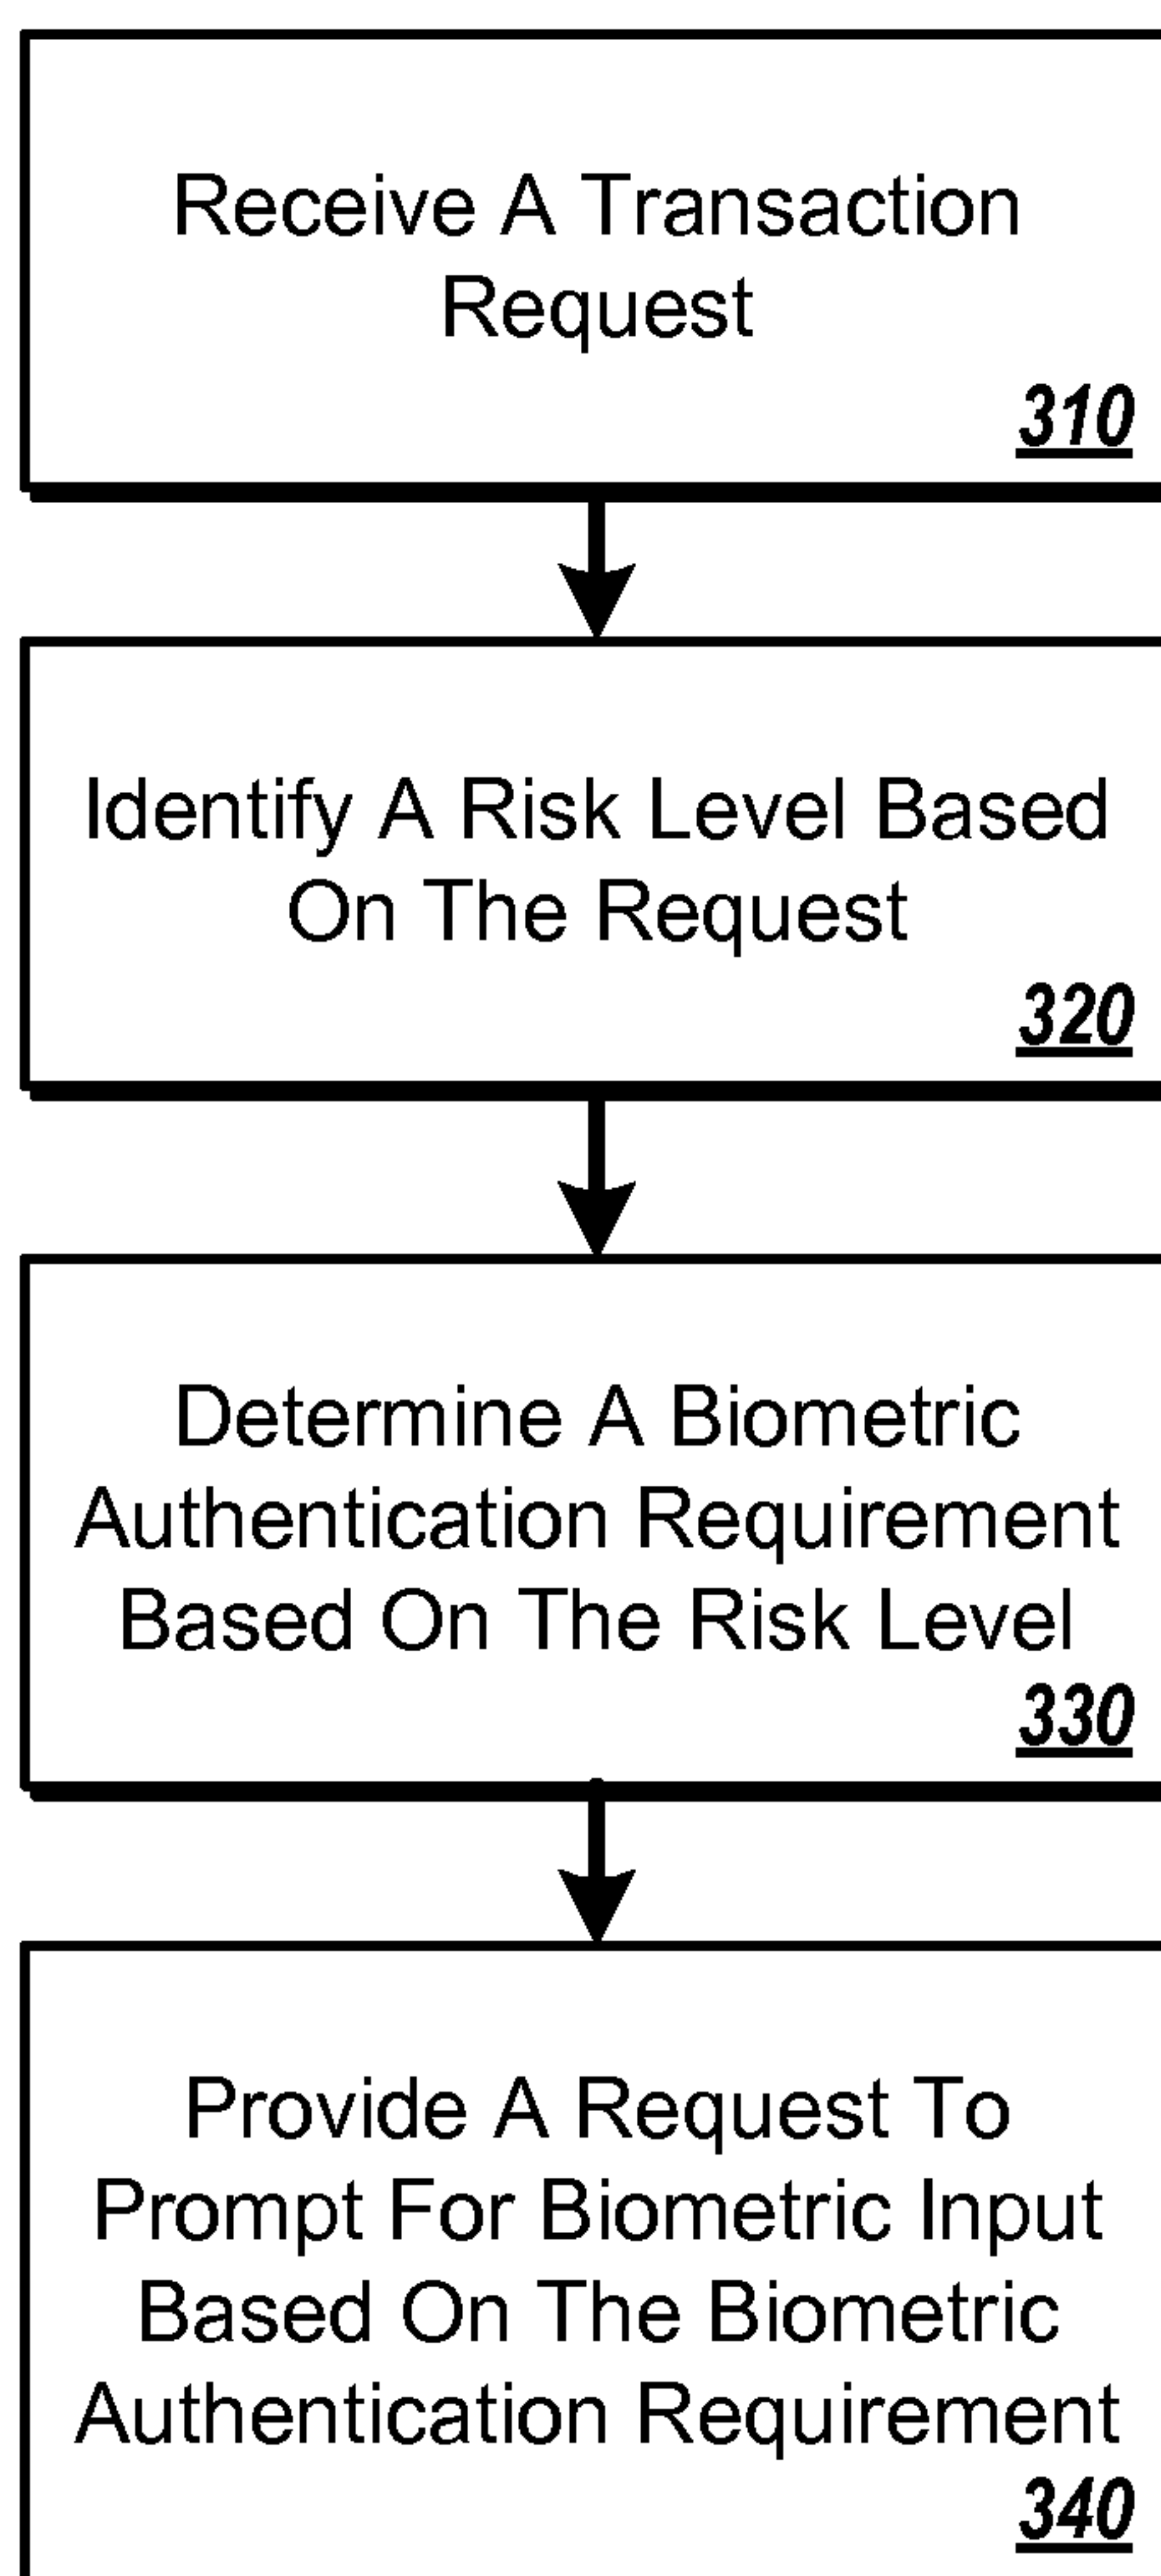 Receive A Transaction
Request
310
Identify A Risk Level Based
On The Request
320
Determine A Biometric
Authentication Requirement
Based On The Risk Level
330
Provide A Request To
Prompt For Biometric Input
Based On The Biometric
Authentication Requirement
340